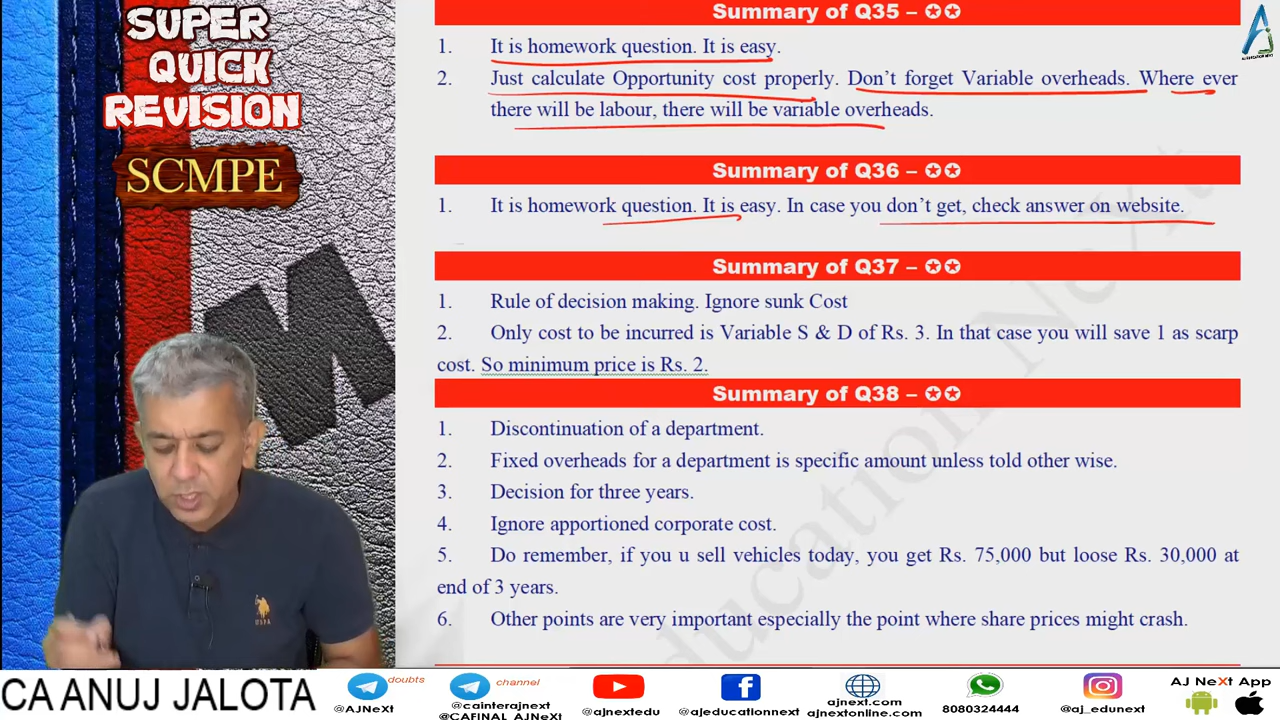 SUPER
QUICK
REVISION
SCMPE
Summary of Q35 – ✪✪
1. It is homework question. It is easy.
2. Just calculate Opportunity cost properly. Don't forget Variable overheads. Where ever
there will be labour, there will be variable overheads.
Summary of Q36 – ✪✪
1. It is homework question. It is easy. In case you don't get, check answer on website.
Summary of Q37 – ✪✪
1. Rule of decision making. Ignore sunk Cost
2. Only cost to be incurred is Variable S & D of Rs. 3. In that case you will save 1 as scarp
cost. So minimum price is Rs. 2.
Summary of Q38 – ✪✪
1. Discontinuation of a department.
2. Fixed overheads for a department is specific amount unless told other wise.
3. Decision for three years.
4. Ignore apportioned corporate cost.
5. Do remember, if you u sell vehicles today, you get Rs. 75,000 but loose Rs. 30,000 at
end of 3 years.
6. Other points are very important especially the point where share prices might crash.
CA ANUJ JALOTA
doubts
@AJNeXt
channel
@cainterajnext
@CAFINAL_AJNeXt
@ajnextedu
@ajeducationnext
ajnext.com
ajnextonline.com
8080324444
@aj_edunext
AJ NeXt App